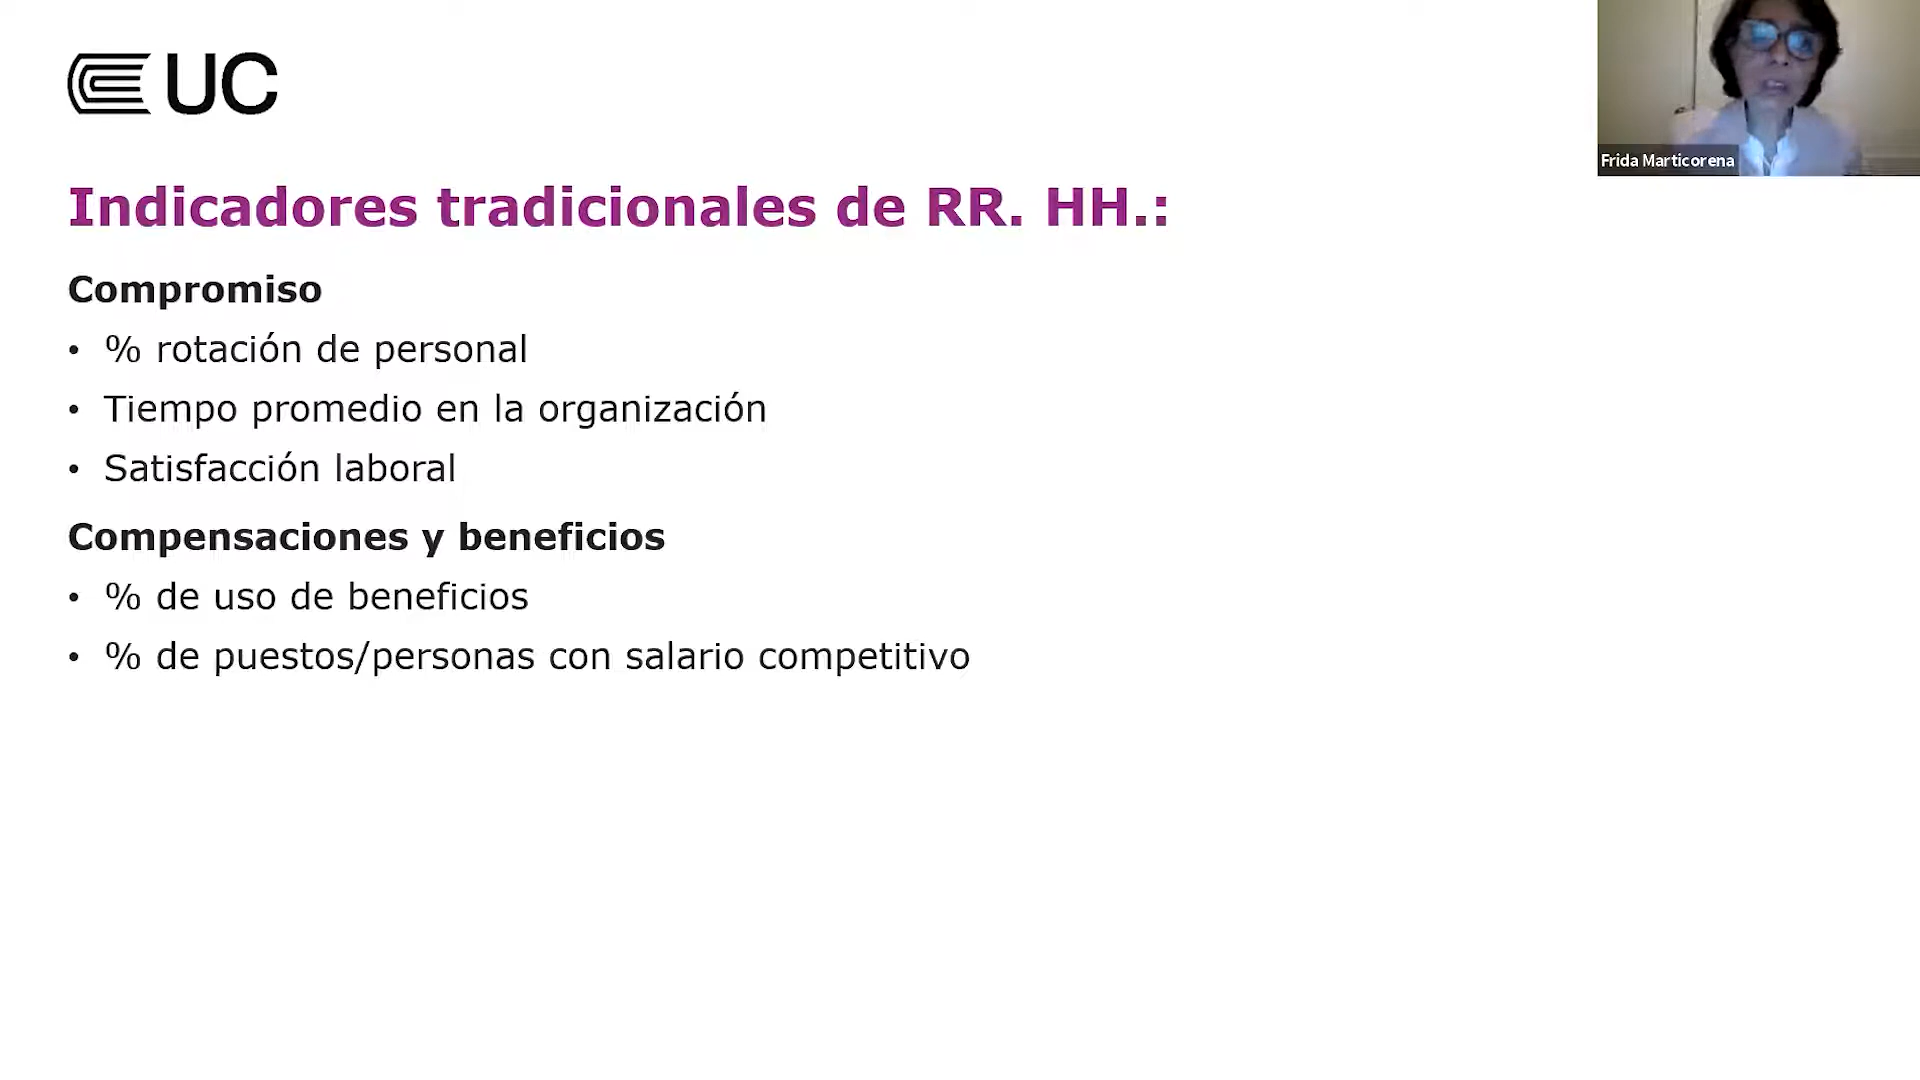 UC
Frida Marticorena
Indicadores tradicionales de RR. HH.:
Compromiso
• % rotación de personal
• Tiempo promedio en la organización
• Satisfacción laboral
Compensaciones y beneficios
• % de uso de beneficios
• % de puestos/personas con salario competitivo